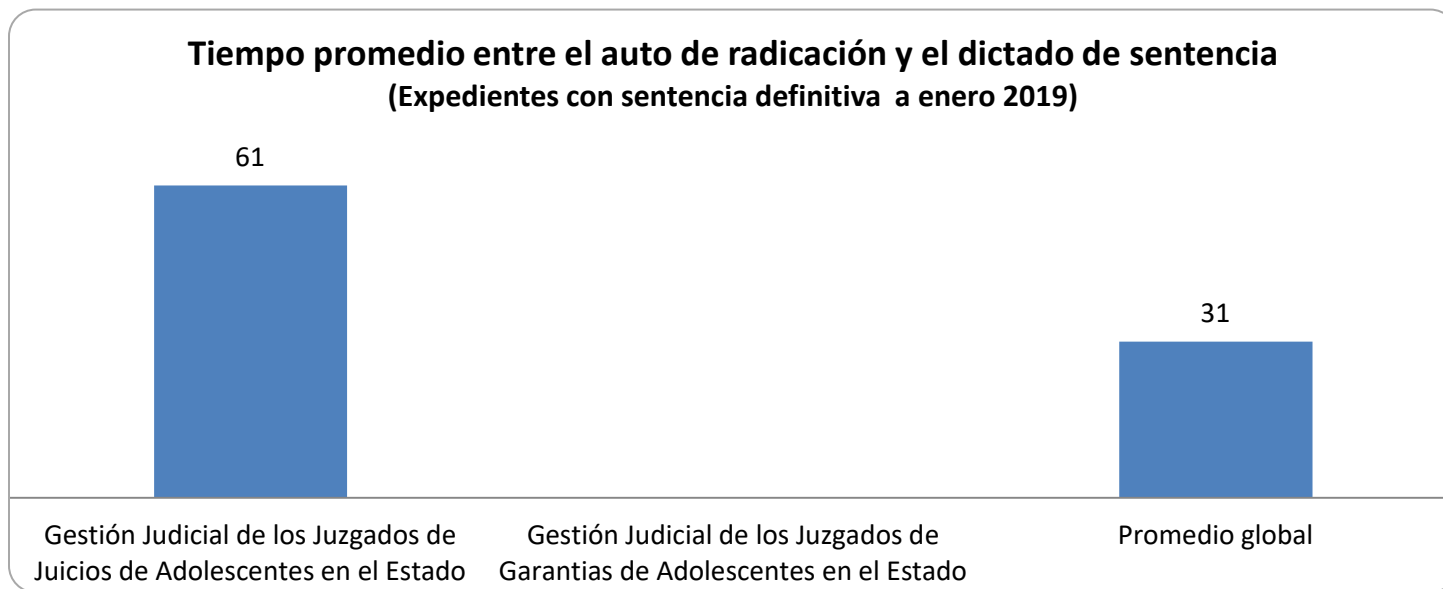 Tiempo promedio entre el auto de radicación y el dictado de sentencia
(Expedientes con sentencia definitiva  a enero 2019)
61
31
Gestión Judicial de los Juzgados de
Juicios de Adolescentes en el Estado
Gestión Judicial de los Juzgados de
Garantias de Adolescentes en el Estado
Promedio global